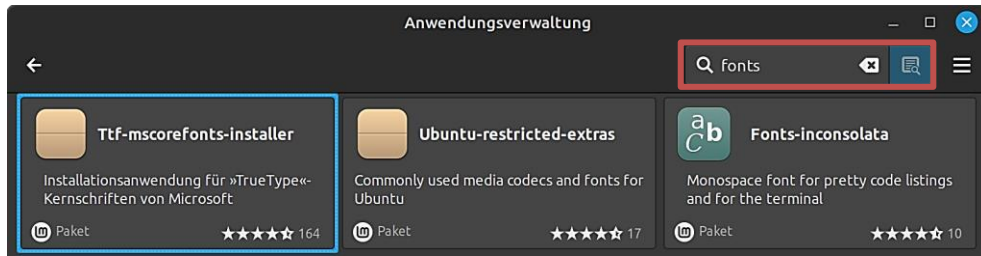 Anwendungsverwaltung
fonts
Ttf-mscorefonts-installer
Installationsanwendung für »TrueType«-
Kernschriften von Microsoft
Paket
164
Ubuntu-restricted-extras
Commonly used media codecs and fonts for
Ubuntu
Paket
17
ab
C
Fonts-inconsolata
Monospace font for pretty code listings
and for the terminal
Paket
10